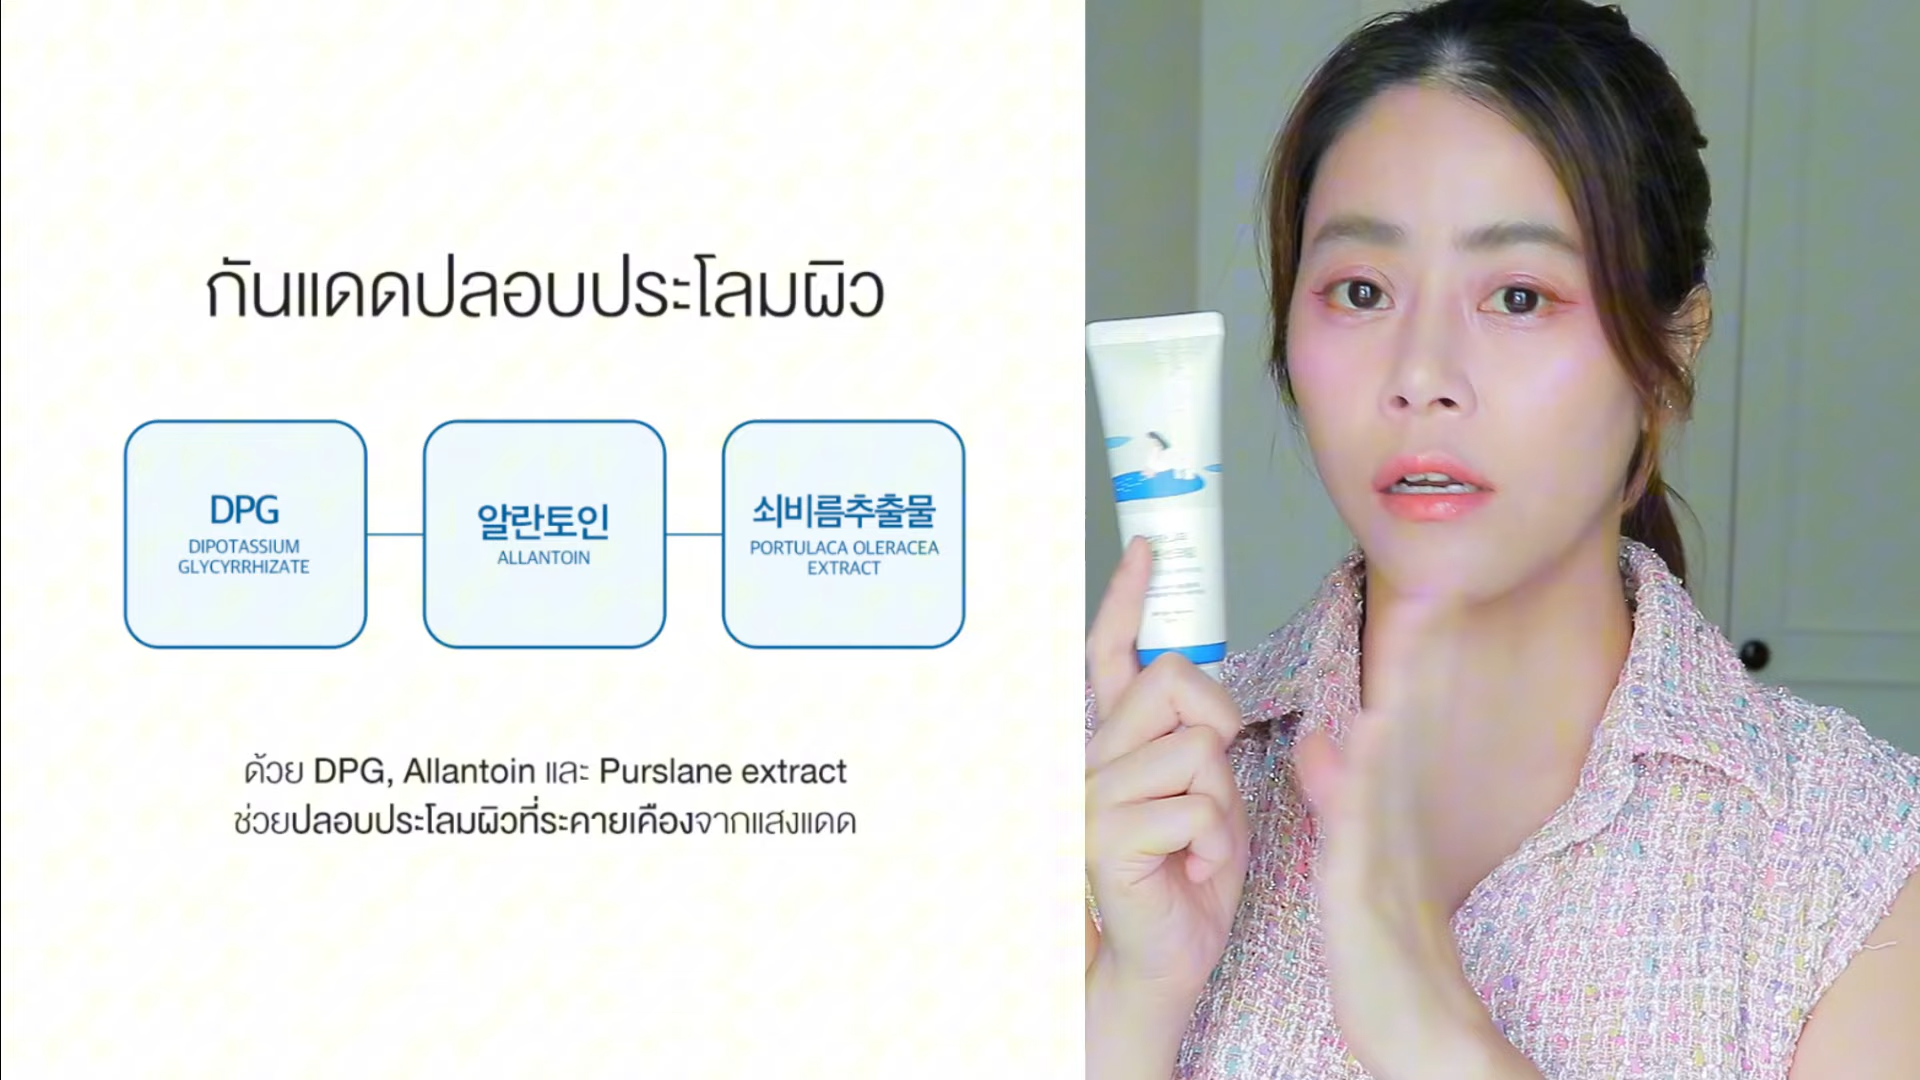 กันแดดปลอบประโลมผิว
DPG
DIPOTASSIUM
GLYCYRRHIZATE
알란토인
ALLANTOIN
쇠비름추출물
PORTULACA OLERACEA
EXTRACT
ด้วย DPG, Allantoin และ Purslane extract
ช่วยปลอบประโลมผิวที่ระคายเคืองจากแสงแดด